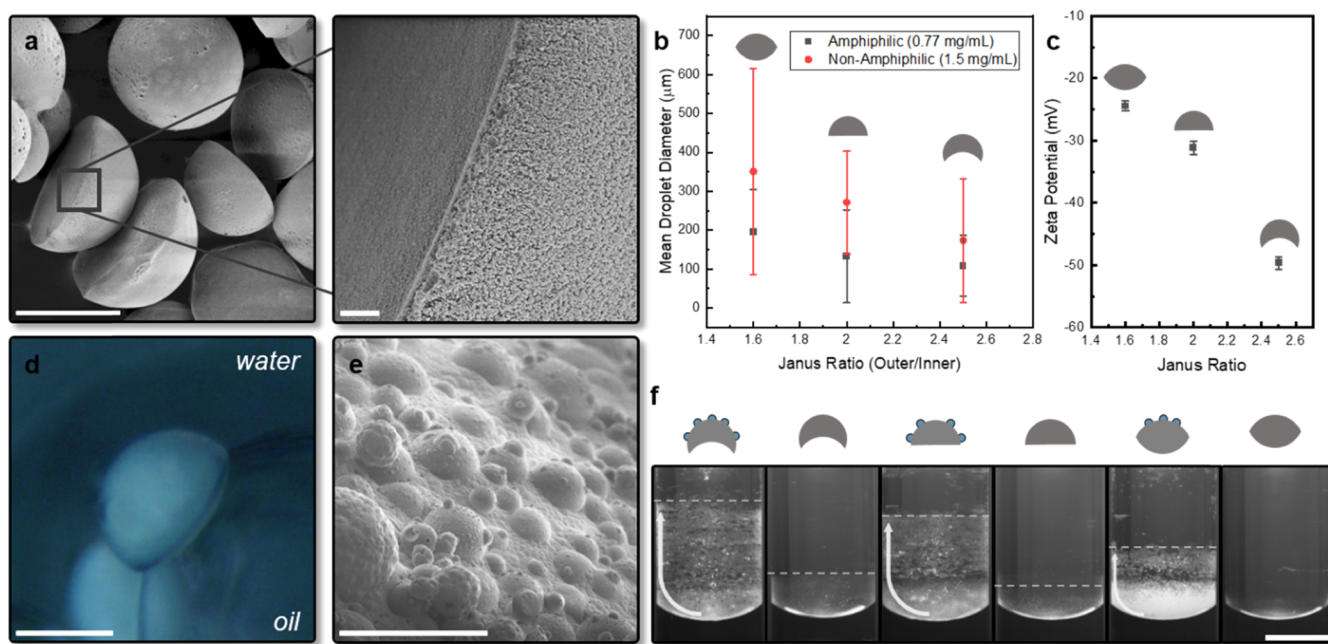 a
b
700
600
500
400
300
200
100
0
Mean Droplet Diameter (μm)
Amphiphilic (0.77 mg/mL)
Non-Amphiphilic (1.5 mg/mL)
1.4 1.6 1.8 2.0 2.2 2.4 2.6 2.8
Janus Ratio (Outer/Inner)
c
-10
-20
-30
-40
-50
-60
Zeta Potential (mV)
1.4 1.6 1.8 2 2.2 2.4 2.6
Janus Ratio
d
water
oil
e
f